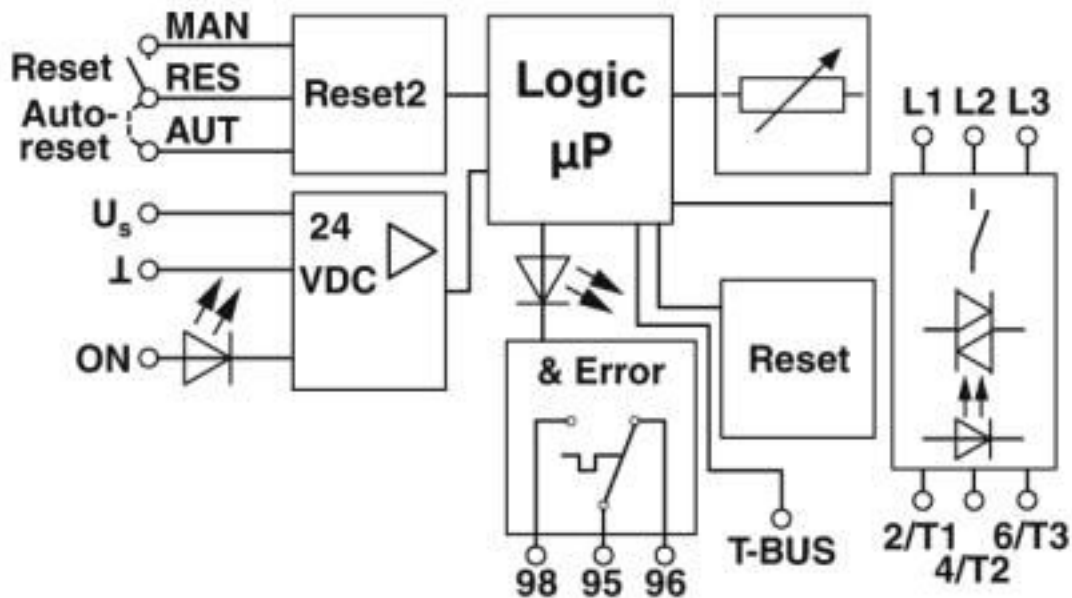 MAN
Reset
RES
Auto-
reset
AUT
Reset2
Logic
µP
L1 L2 L3
Us
⊥
24
VDC
ON
& Error
Reset
98 95 96
T-BUS
2/T1 6/T3
4/T2